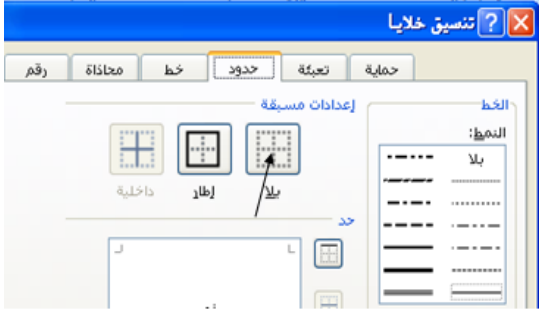 تنسيق خلايا
حماية تعبئة حدود خط محاذاة رقم
الخط
إعدادات مسبقة
النمط:
بلا
بلا إطار داخلية
حد